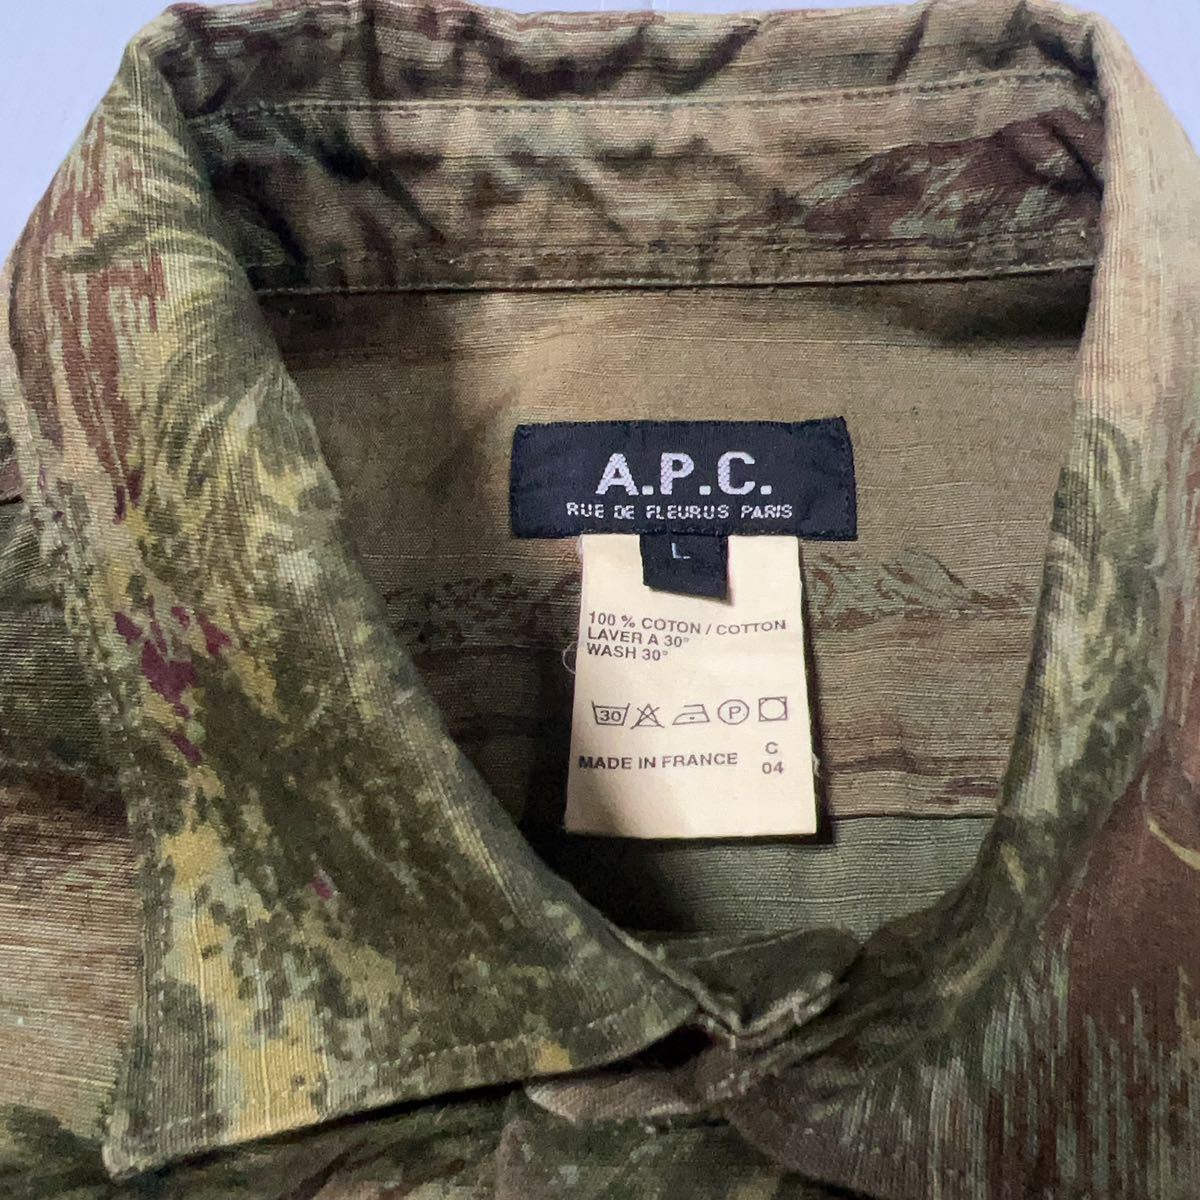 A.P.C.
RUE DE FLEURUS PARIS
L
100 % COTON / COTTON
LAVER A 30°
WASH 30°
30 P
MADE IN FRANCE
C
04